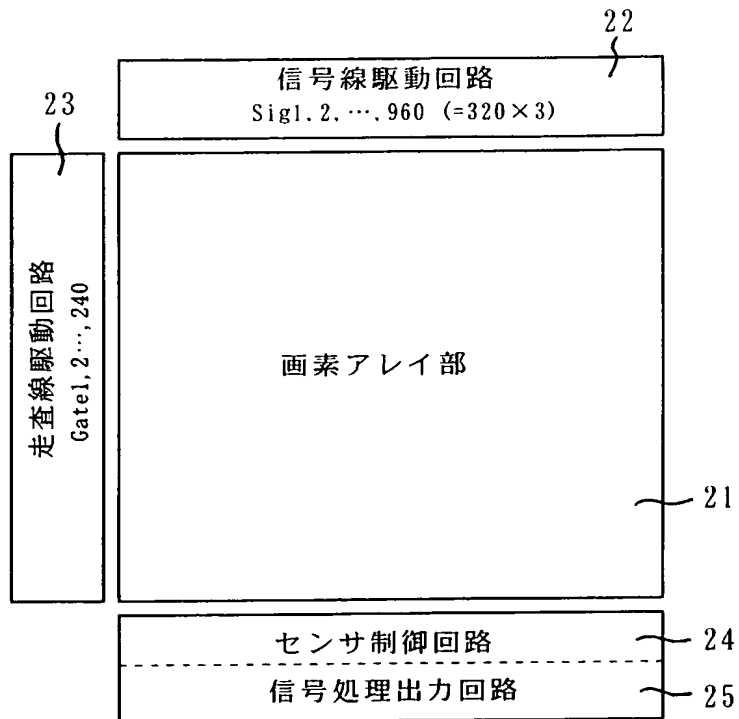 22
信号線駆動回路
Sig1.2,…,960 (=320×3)
23
走査線駆動回路
Gate1,2…,240
画素アレイ部
21
センサ制御回路
24
信号処理出力回路
25